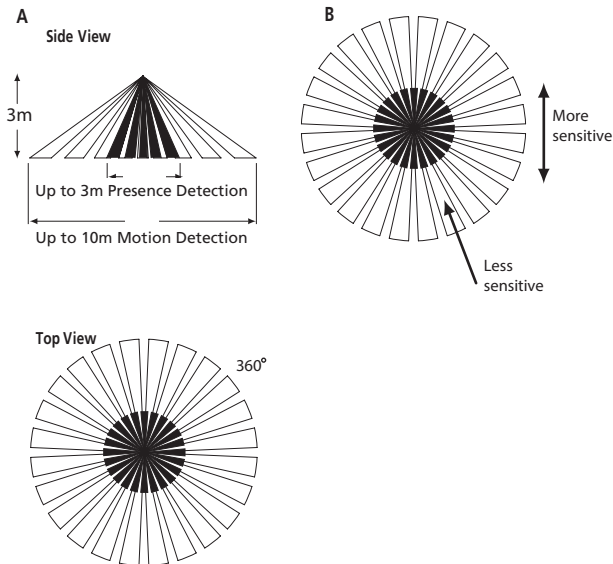 A
Side View
3m
Up to 3m Presence Detection
Up to 10m Motion Detection
B
More
sensitive
Less
sensitive
Top View
360°